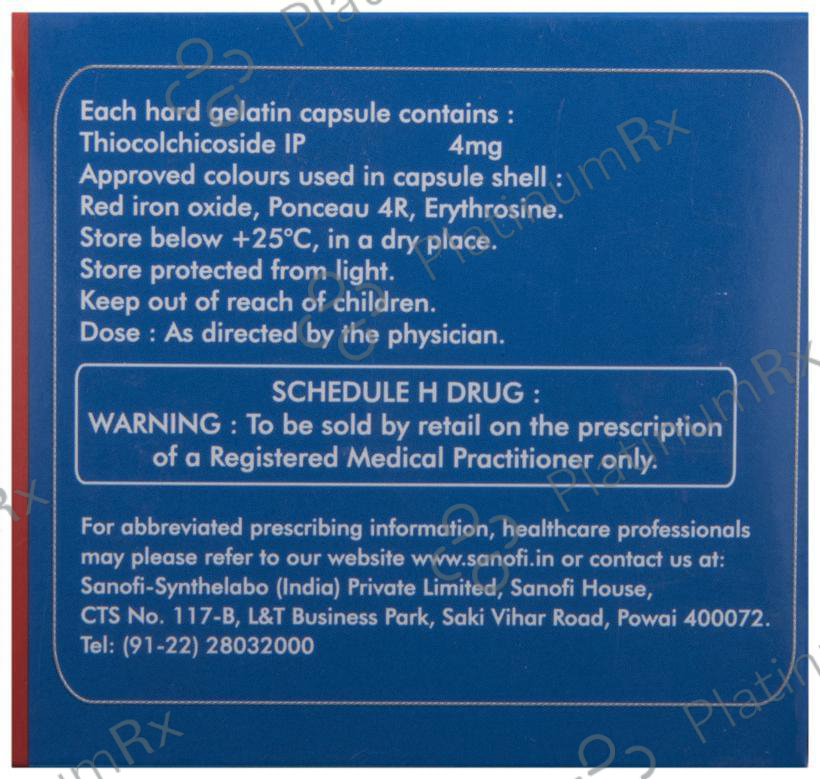 Each hard gelatin capsule contains :
Thiocolchicoside IP 4mg
Approved colours used in capsule shell :
Red iron oxide, Ponceau 4R, Erythrosine.
Store below +25°C, in a dry place.
Store protected from light.
Keep out of reach of children.
Dose : As directed by the physician.
SCHEDULE H DRUG :
WARNING : To be sold by retail on the prescription
of a Registered Medical Practitioner only.
For abbreviated prescribing information, healthcare professionals
may please refer to our website www.sanofi.in or contact us at:
Sanofi-Synthelabo (India) Private Limited, Sanofi House,
CTS No. 117-B, L&T Business Park, Saki Vihar Road, Powai 400072.
Tel: (91-22) 28032000
PlatinumRx
PlatinumRx